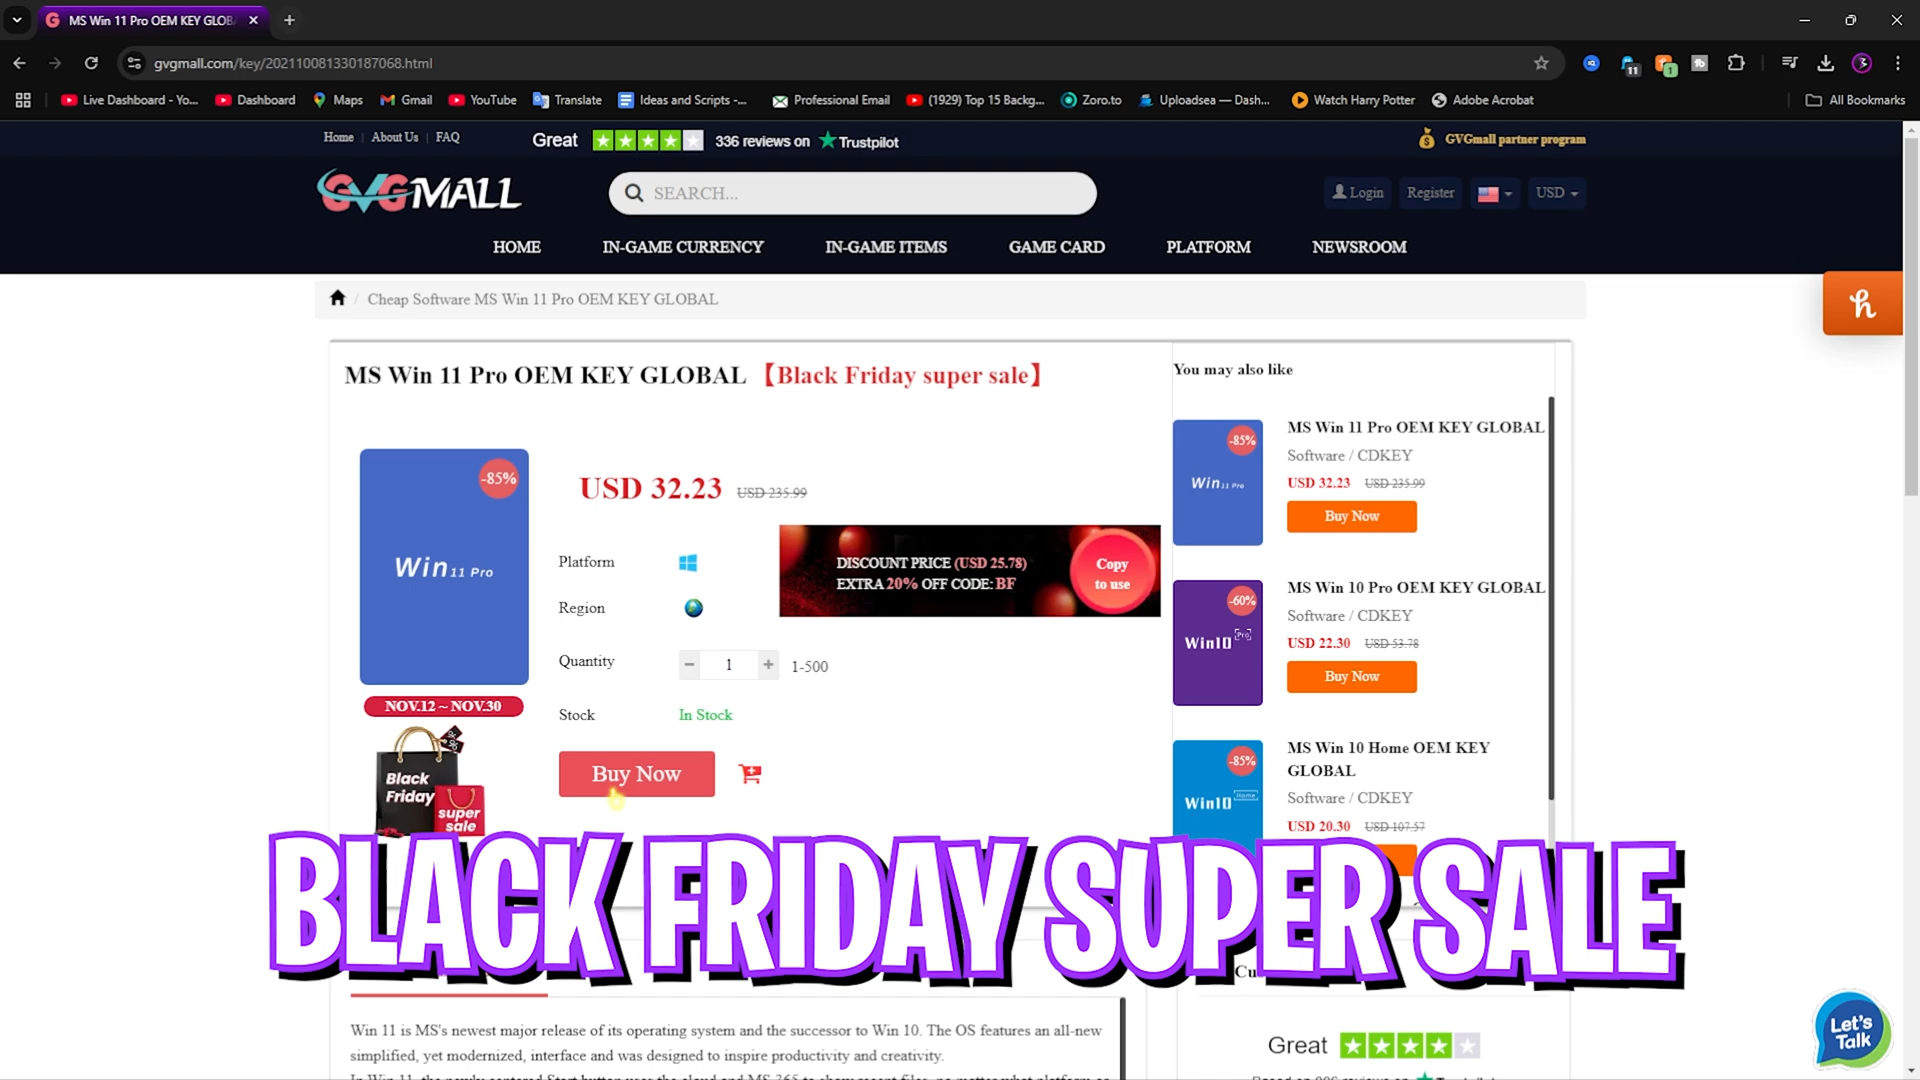 MS Win 11 Pro OEM KEY GLOB
gvgmall.com/key/202110081330187068.html
11
1
Live Dashboard - Yo...
Dashboard
Maps
Gmail
YouTube
Translate
Ideas and Scripts -...
Professional Email
(1929) Top 15 Backg...
Zoro.to
Uploadsea — Dash...
Watch Harry Potter
Adobe Acrobat
All Bookmarks
Home | About Us | FAQ
Great 336 reviews on Trustpilot
GVGmall partner program
GVGMALL
SEARCH...
Login
Register
USD
HOME
IN-GAME CURRENCY
IN-GAME ITEMS
GAME CARD
PLATFORM
NEWSROOM
/ Cheap Software MS Win 11 Pro OEM KEY GLOBAL
MS Win 11 Pro OEM KEY GLOBAL 【Black Friday super sale】
-85%
Win 11 Pro
NOV.12 ~ NOV.30
Black
Friday
super
sale
USD 32.23 USD 235.99
Platform
Region
DISCOUNT PRICE (USD 25.78)
EXTRA 20% OFF CODE: BF
Copy
to use
Quantity
1
1-500
Stock
In Stock
Buy Now
You may also like
-85%
Win 11 Pro
MS Win 11 Pro OEM KEY GLOBAL
Software / CDKEY
USD 32.23 USD 235.99
Buy Now
-60%
Win10 Pro
MS Win 10 Pro OEM KEY GLOBAL
Software / CDKEY
USD 22.30 USD 53.78
Buy Now
-85%
Win10 Home
MS Win 10 Home OEM KEY
GLOBAL
Software / CDKEY
USD 20.30 USD 107.57
BLACK FRIDAY SUPER SALE
Win 11 is MS's newest major release of its operating system and the successor to Win 10. The OS features an all-new
simplified, yet modernized, interface and was designed to inspire productivity and creativity.
Great
Let's
Talk